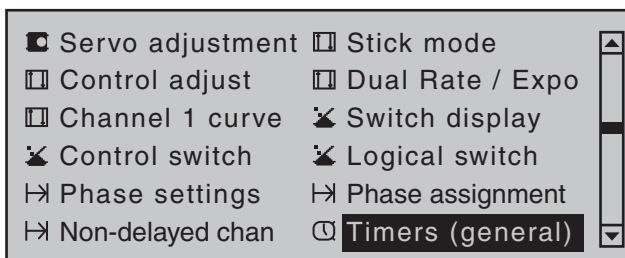 Servo adjustment Stick mode
Control adjust Dual Rate / Expo
Channel 1 curve Switch display
Control switch Logical switch
Phase settings Phase assignment
Non-delayed chan Timers (general)